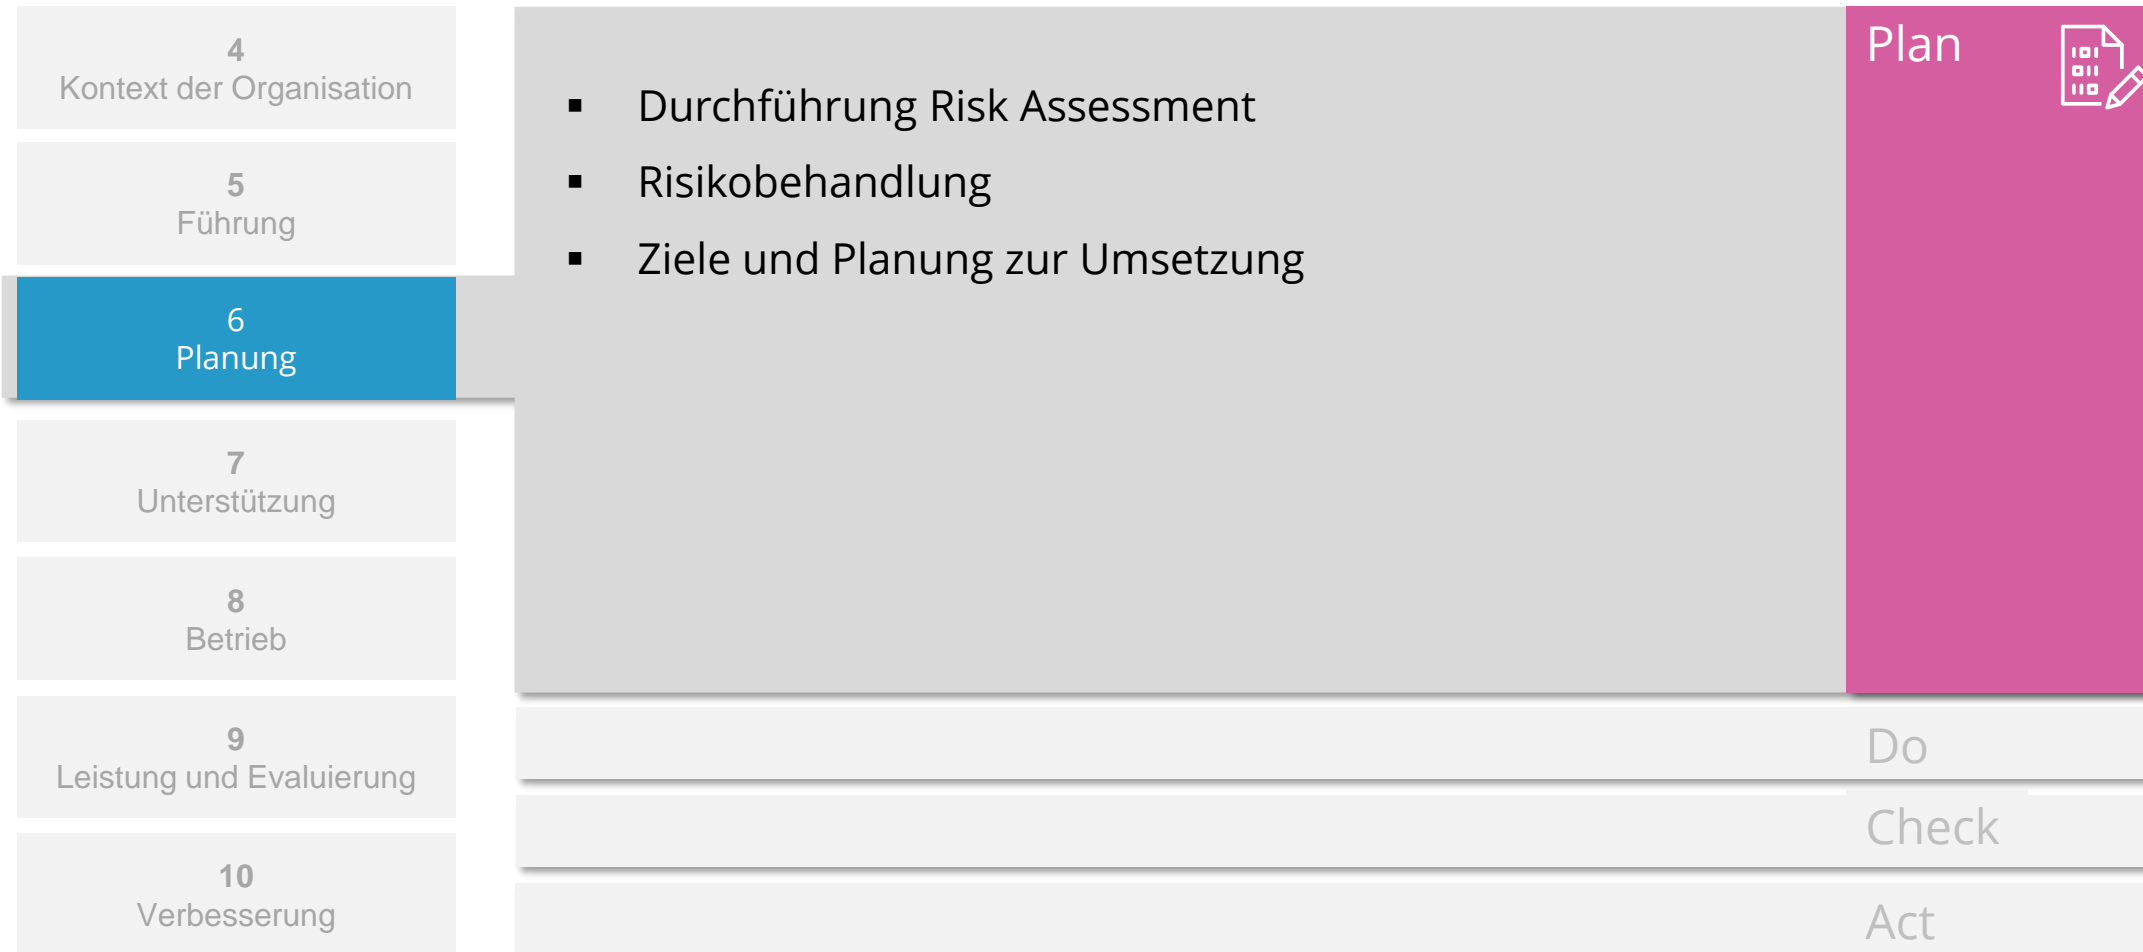 4
Kontext der Organisation
5
Führung
6
Planung
7
Unterstützung
8
Betrieb
9
Leistung und Evaluierung
10
Verbesserung
▪ Durchführung Risk Assessment
▪ Risikobehandlung
▪ Ziele und Planung zur Umsetzung
Plan
Do
Check
Act